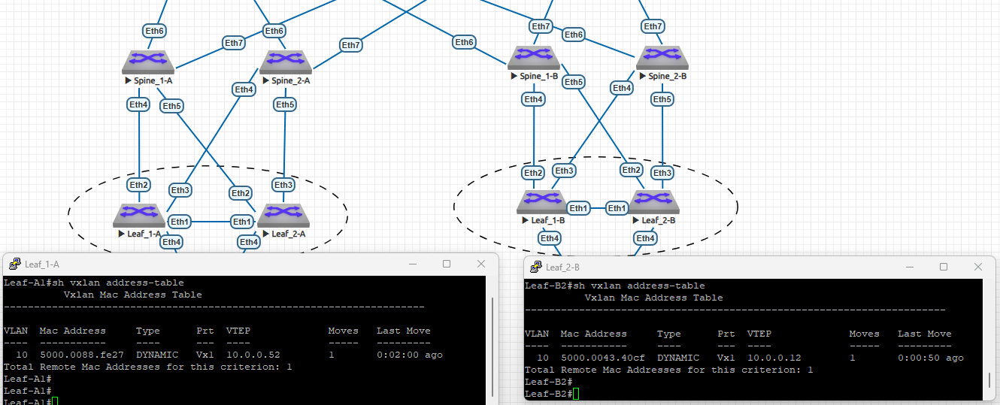 Eth6 Eth6 Eth7 Eth7
Eth7 Eth7 Eth6 Eth6
Spine_1-A Spine_2-A Spine_1-B Spine_2-B
Eth4 Eth5 Eth4 Eth5 Eth4 Eth5 Eth4 Eth5
Eth2 Eth3 Eth2 Eth3 Eth2 Eth3 Eth2 Eth3
Eth1 Eth1 Eth1 Eth1
Leaf_1-A Leaf_2-A Leaf_1-B Leaf_2-B
Eth4 Eth4 Eth4 Eth4
Leaf_1-A
Leaf-A1#sh vxlan address-table
Vxlan Mac Address Table
----------------------------------------------------------------------
VLAN Mac Address Type Prt VTEP Moves Last Move
---- ----------- ---- --- ---- ----- ---------
10 5000.0088.fe27 DYNAMIC Vx1 10.0.0.52 1 0:02:00 ago
Total Remote Mac Addresses for this criterion: 1
Leaf-A1#
Leaf-A1#
Leaf-A1#
Leaf_2-B
Leaf-B2#sh vxlan address-table
Vxlan Mac Address Table
----------------------------------------------------------------------
VLAN Mac Address Type Prt VTEP Moves Last Move
---- ----------- ---- --- ---- ----- ---------
10 5000.0043.40cf DYNAMIC Vx1 10.0.0.12 1 0:00:50 ago
Total Remote Mac Addresses for this criterion: 1
Leaf-B2#
Leaf-B2#